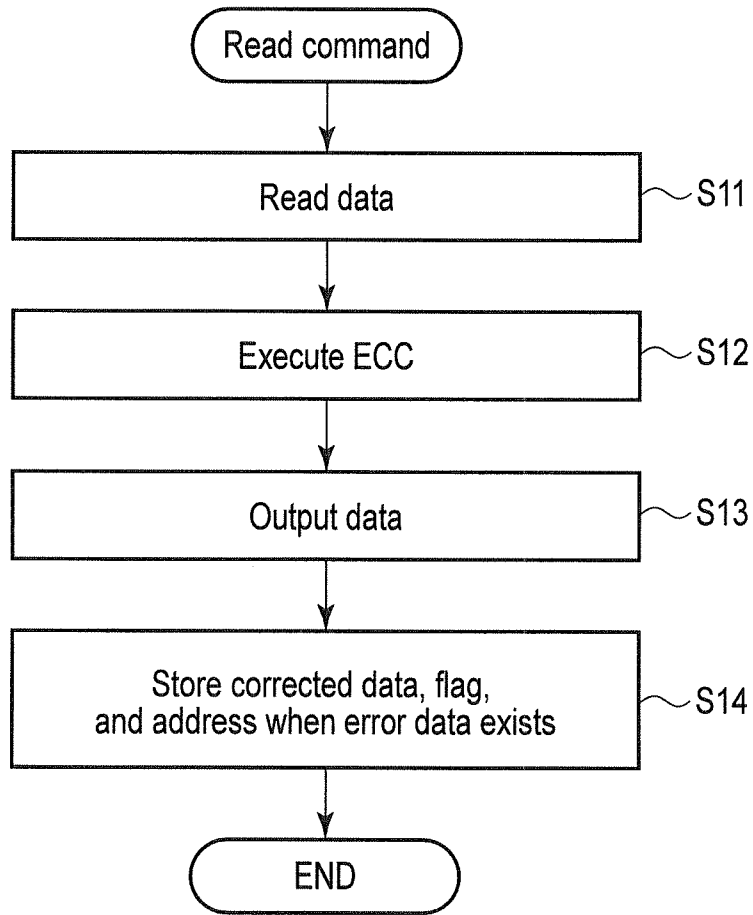 Read command
Read data
S11
Execute ECC
S12
Output data
S13
Store corrected data, flag,
and address when error data exists
S14
END